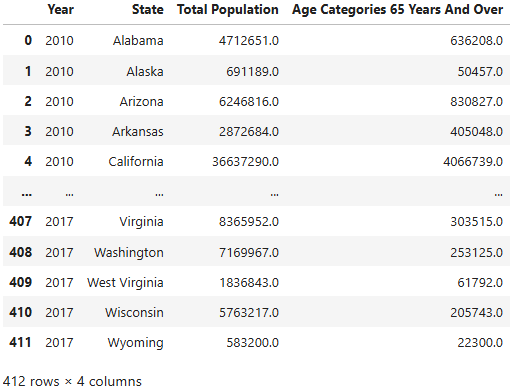 Year State Total Population Age Categories 65 Years And Over
0 2010 Alabama 4712651.0 636208.0
1 2010 Alaska 691189.0 50457.0
2 2010 Arizona 6246816.0 830827.0
3 2010 Arkansas 2872684.0 405048.0
4 2010 California 36637290.0 4066739.0
... ... ... ... ...
407 2017 Virginia 8365952.0 303515.0
408 2017 Washington 7169967.0 253125.0
409 2017 West Virginia 1836843.0 61792.0
410 2017 Wisconsin 5763217.0 205743.0
411 2017 Wyoming 583200.0 22300.0
412 rows × 4 columns